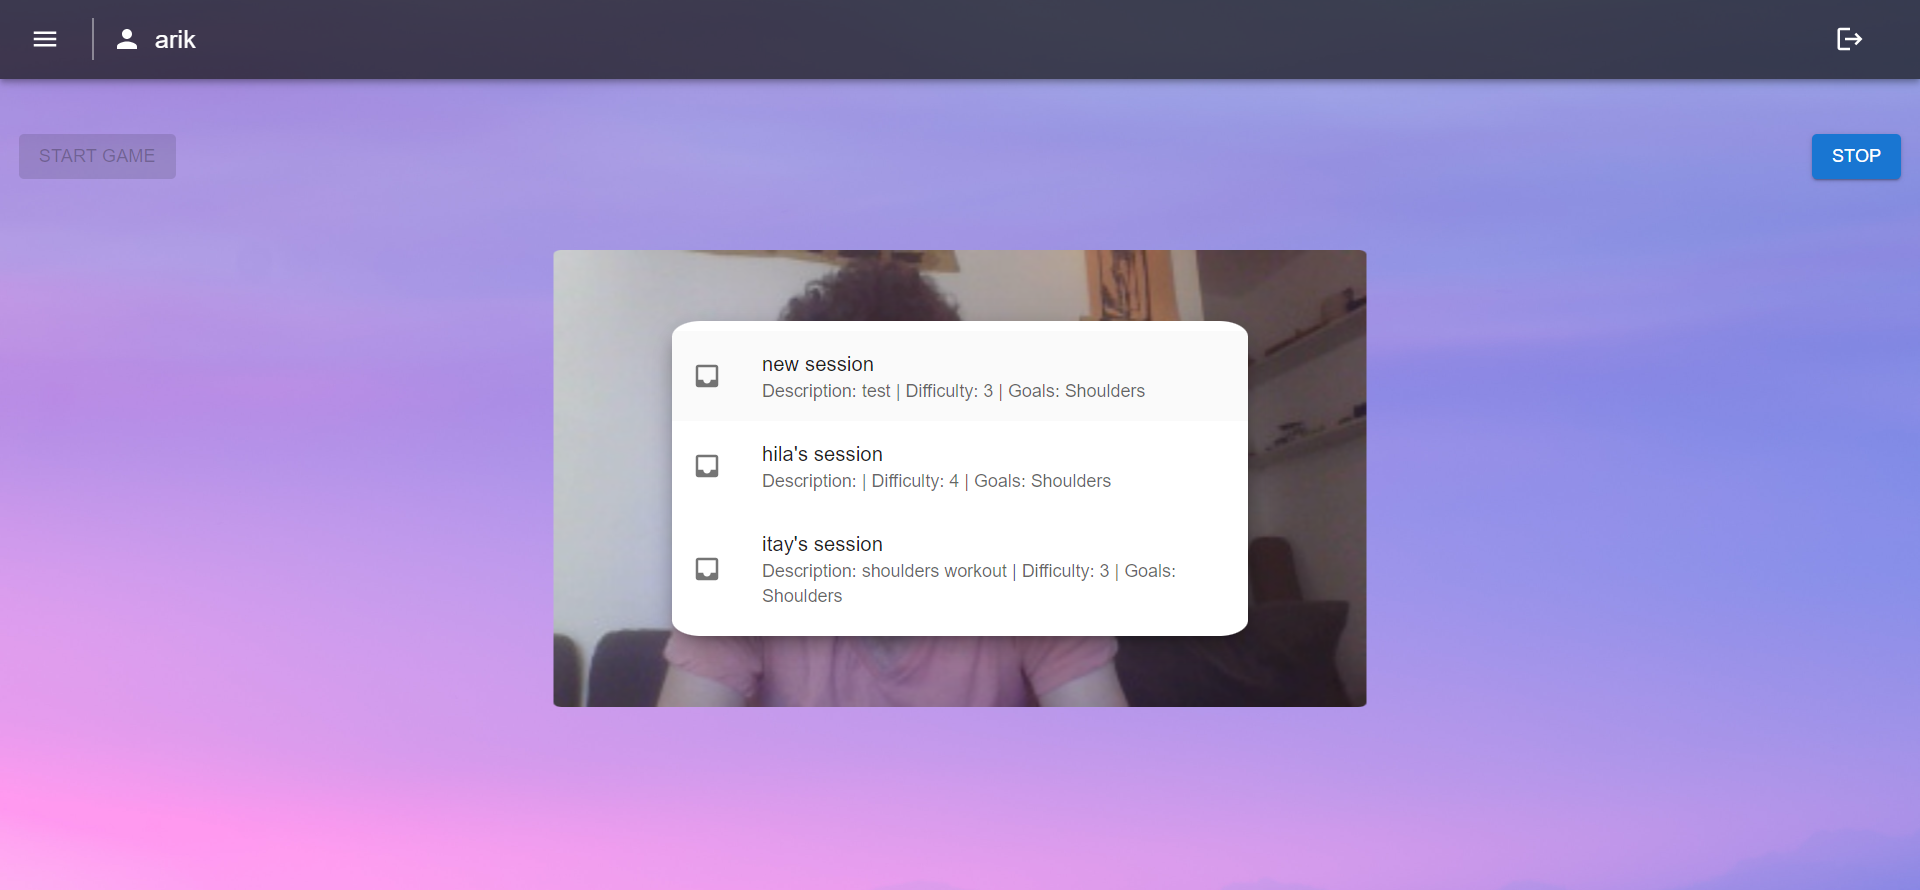 arik
START GAME
STOP
new session
Description: test | Difficulty: 3 | Goals: Shoulders
hila's session
Description: | Difficulty: 4 | Goals: Shoulders
itay's session
Description: shoulders workout | Difficulty: 3 | Goals:
Shoulders